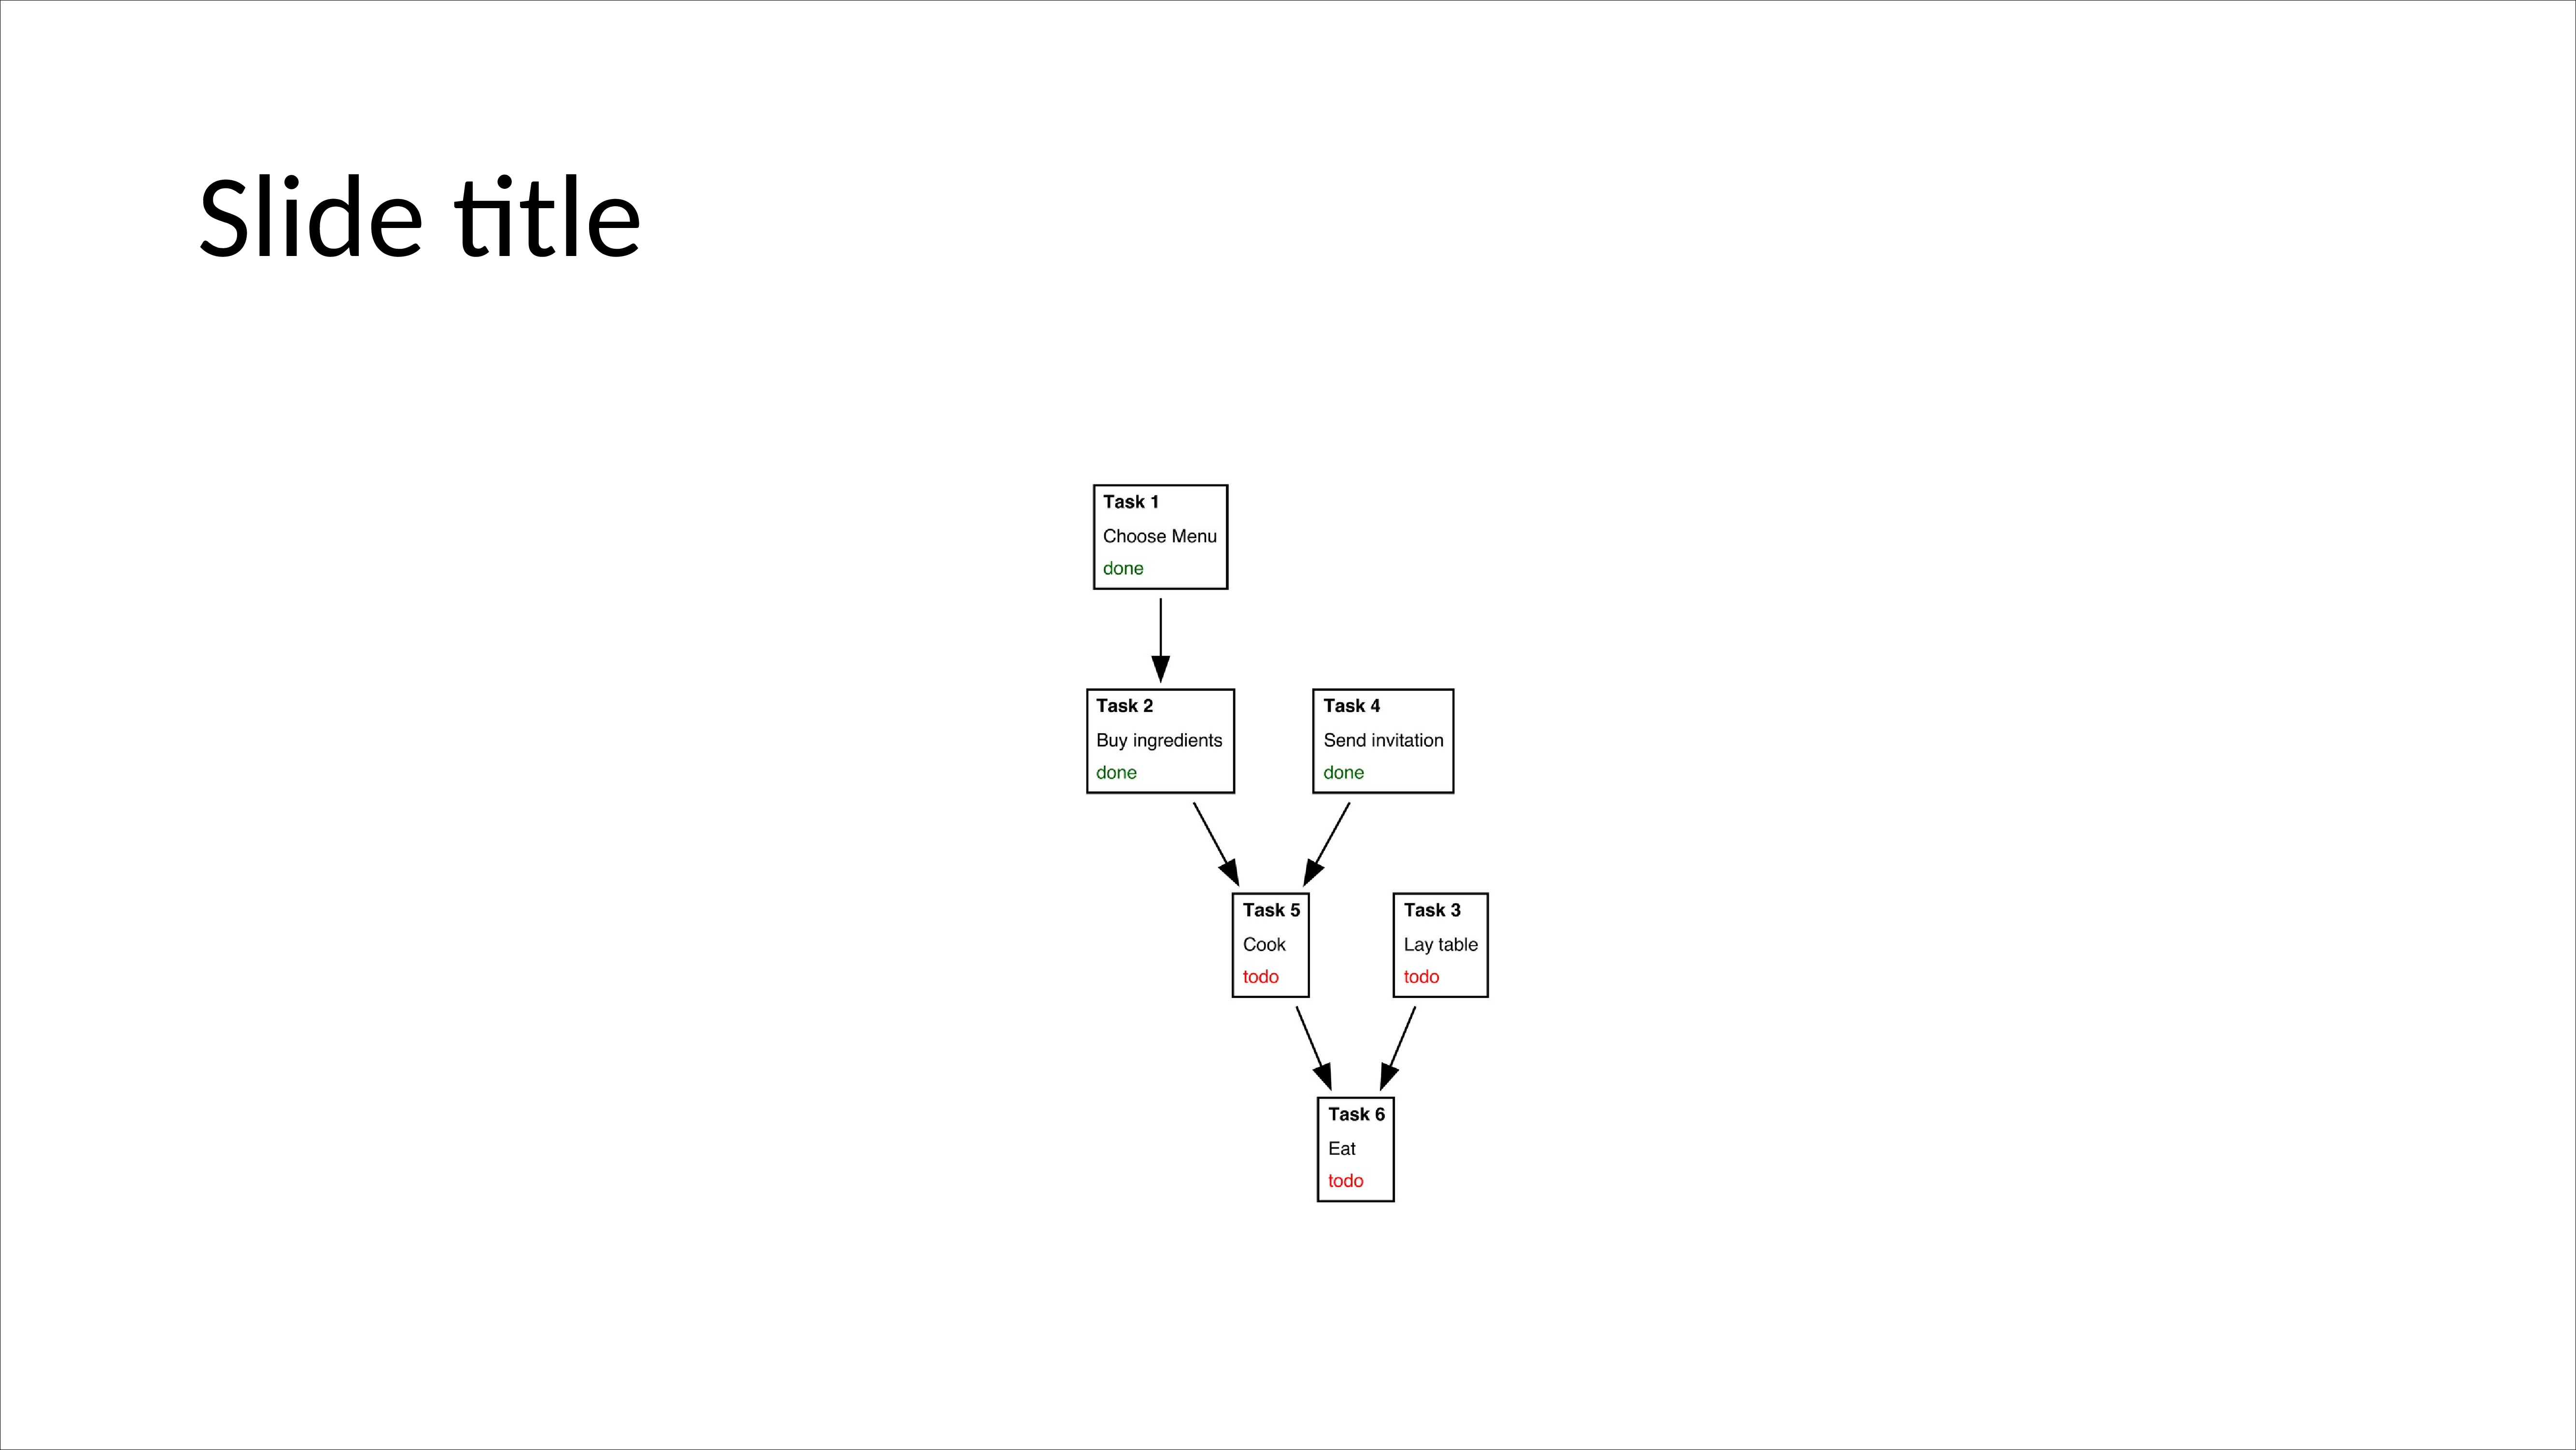 Slide title
Task 1
Choose Menu
done
Task 2
Buy ingredients
done
Task 4
Send invitation
done
Task 5
Cook
todo
Task 3
Lay table
todo
Task 6
Eat
todo